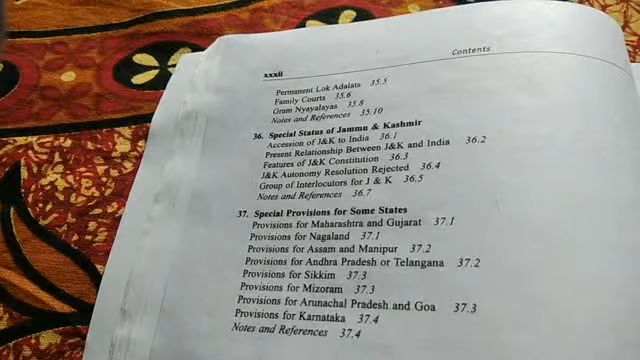 Contents
xxxii
Permanent Lok Adalats 35.5
Family Courts 35.6
Gram Nyayalayas 35.8
Notes and References 35.10
36. Special Status of Jammu & Kashmir
Accession of J&K to India 36.1
Present Relationship Between J&K and India 36.2
Features of J&K Constitution 36.3
J&K Autonomy Resolution Rejected 36.4
Group of Interlocutors for J & K 36.5
Notes and References 36.7
37. Special Provisions for Some States
Provisions for Maharashtra and Gujarat 37.1
Provisions for Nagaland 37.1
Provisions for Assam and Manipur 37.2
Provisions for Andhra Pradesh or Telangana 37.2
Provisions for Sikkim 37.3
Provisions for Mizoram 37.3
Provisions for Arunachal Pradesh and Goa 37.3
Provisions for Karnataka 37.4
Notes and References 37.4